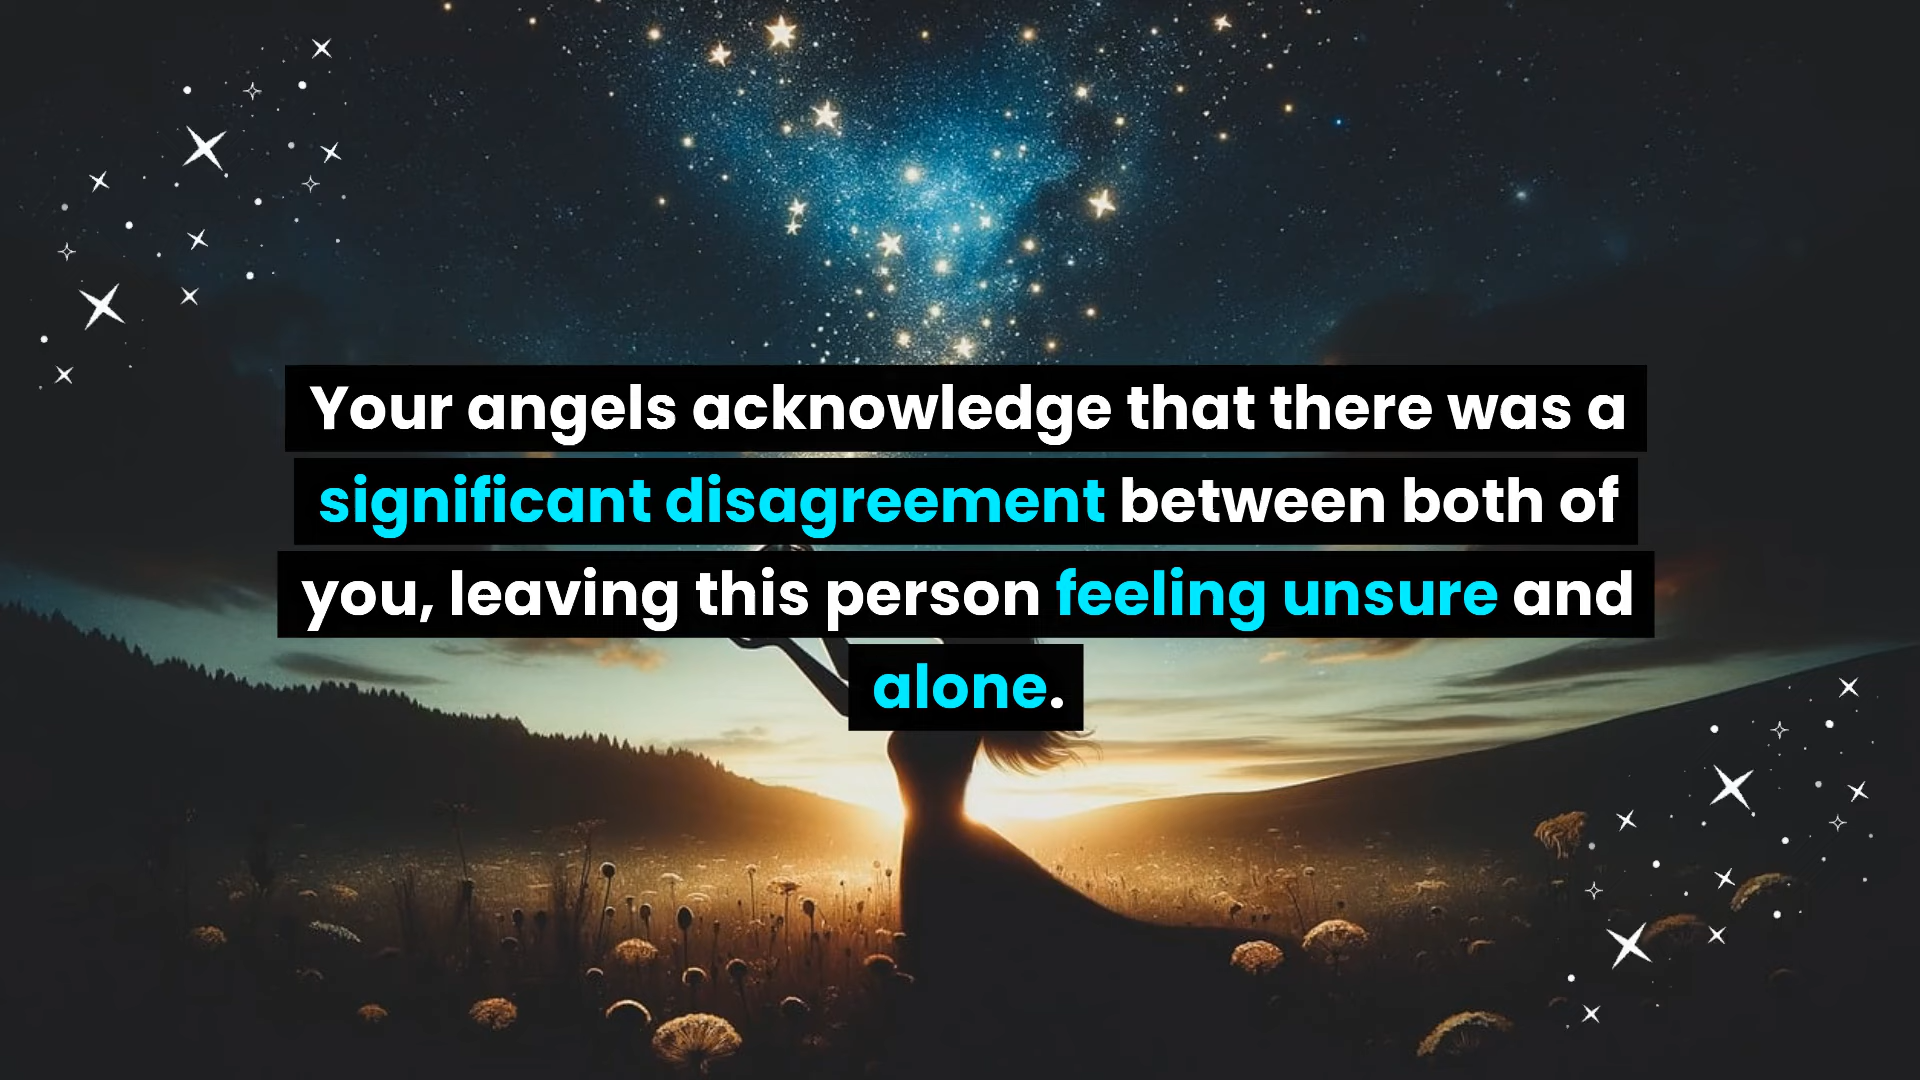 Your angels acknowledge that there was a
significant disagreement between both of
you, leaving this person feeling unsure and
alone.